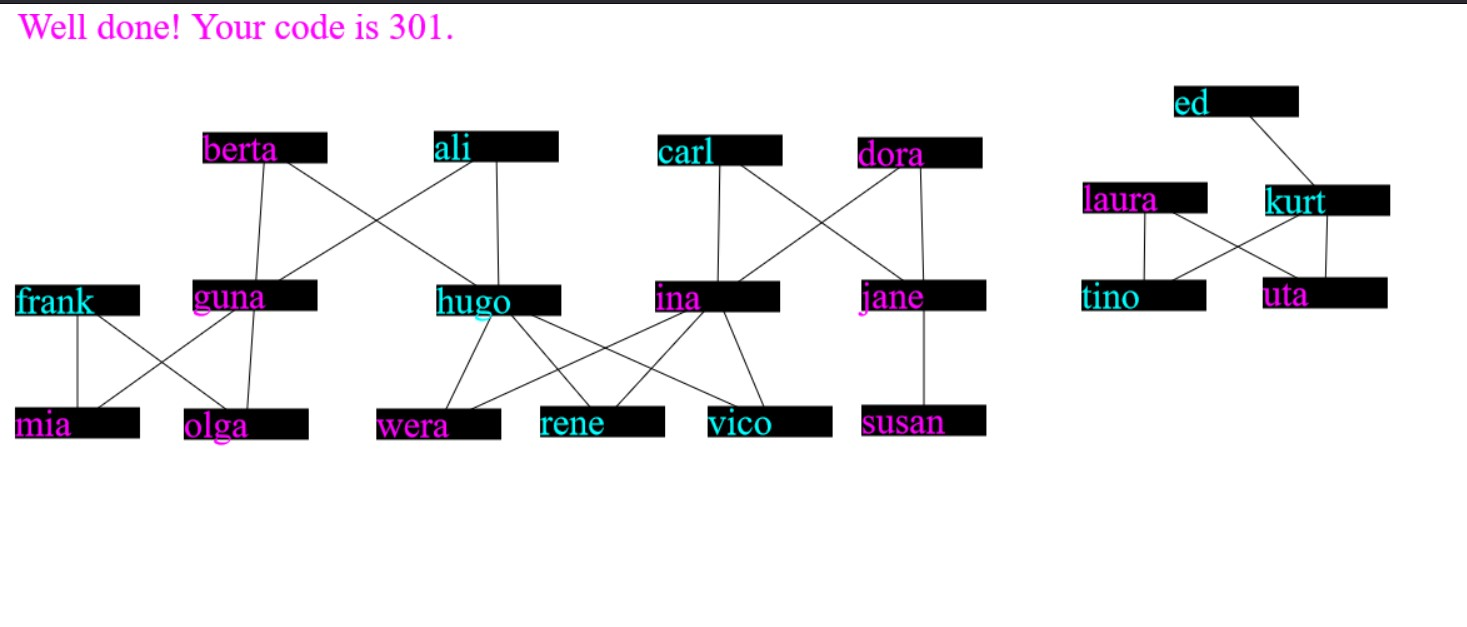 Well done! Your code is 301.
ed
berta ali carl dora
laura kurt
frank guna hugo ina jane tino uta
mia olga wera rene vico susan